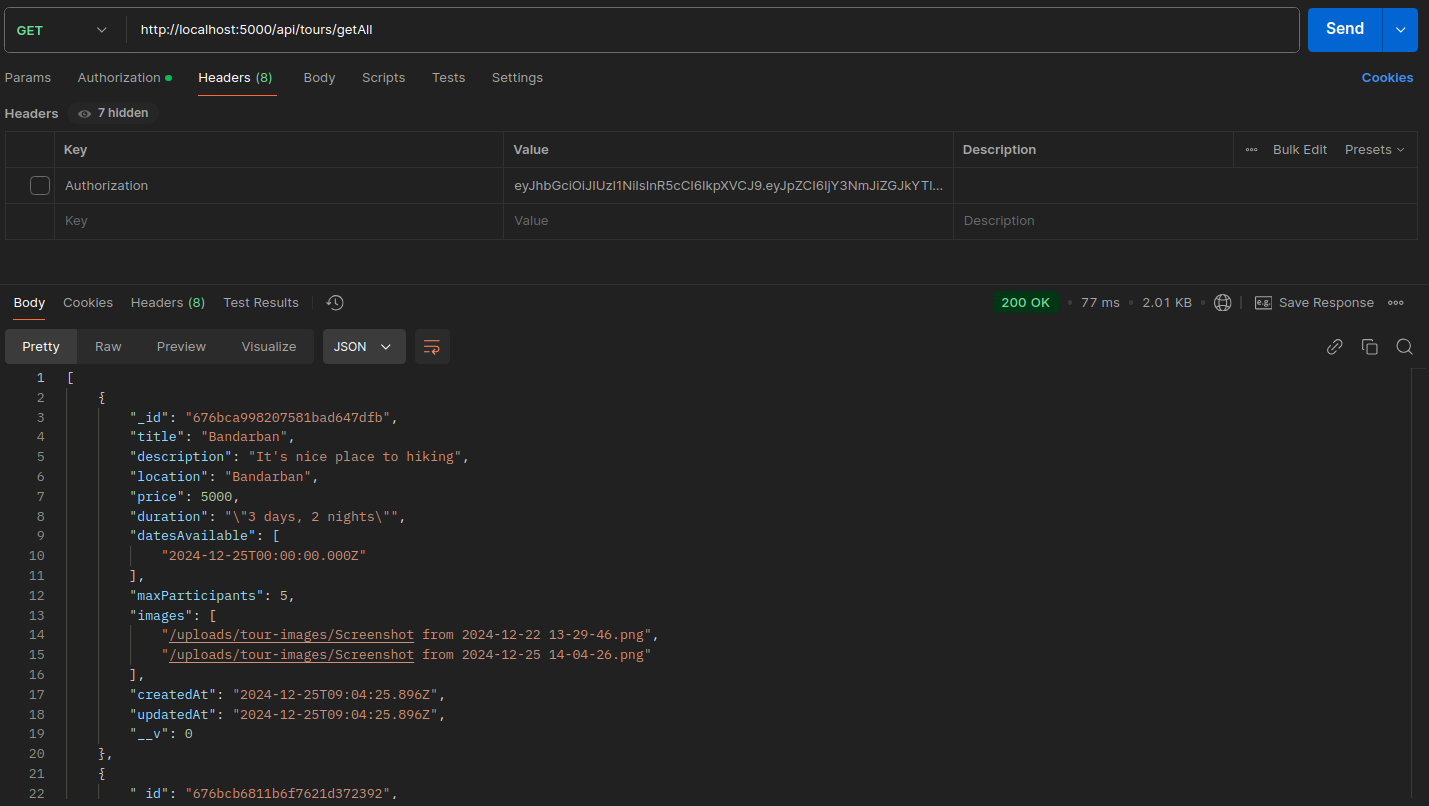 GET http://localhost:5000/api/tours/getAll Send
Params Authorization Headers (8) Body Scripts Tests Settings Cookies
Headers 7 hidden
Key Value Description Bulk Edit Presets
Authorization eyJhbGciOiJIUzI1NiIsInR5cCI6IkpXVCJ9.eyJpZCI6IjY3NmJiZGJkYTI...
Key Value Description
Body Cookies Headers (8) Test Results 200 OK • 77 ms • 2.01 KB • e.g. Save Response
Pretty Raw Preview Visualize JSON
1 [
2 {
3 "_id": "676bca998207581bad647dfb",
4 "title": "Bandarban",
5 "description": "It's nice place to hiking",
6 "location": "Bandarban",
7 "price": 5000,
8 "duration": "\"3 days, 2 nights\"",
9 "datesAvailable": [
10 "2024-12-25T00:00:00.000Z"
11 ],
12 "maxParticipants": 5,
13 "images": [
14 "/uploads/tour-images/Screenshot from 2024-12-22 13-29-46.png",
15 "/uploads/tour-images/Screenshot from 2024-12-25 14-04-26.png"
16 ],
17 "createdAt": "2024-12-25T09:04:25.896Z",
18 "updatedAt": "2024-12-25T09:04:25.896Z",
19 "__v": 0
20 },
21 {
22 "_id": "676bcb6811b6f7621d372392",